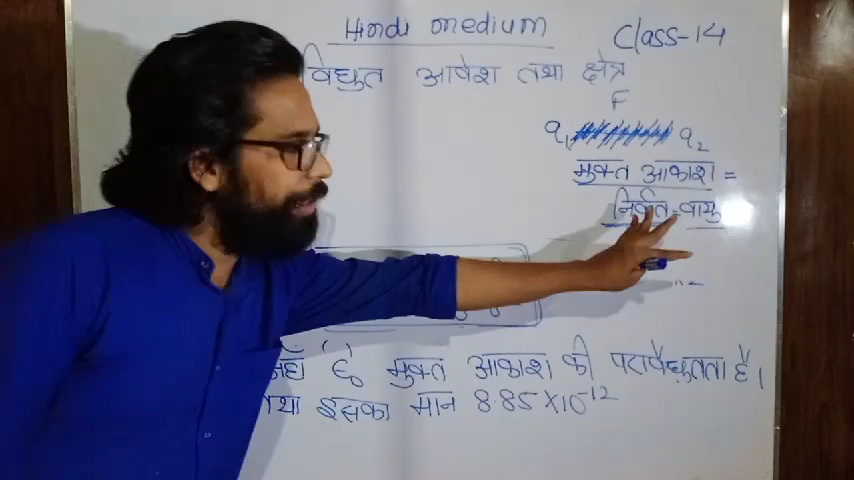 Hindi medium
Class-14
विद्युत आवेश तथा क्षेत्र
F
q₁ q₂
मुक्त आकाश =
निर्वात = वायु
जहाँ ε₀ मुक्त आकाश की परावैद्युतता है।
तथा इसका मान 8.85×10⁻¹²